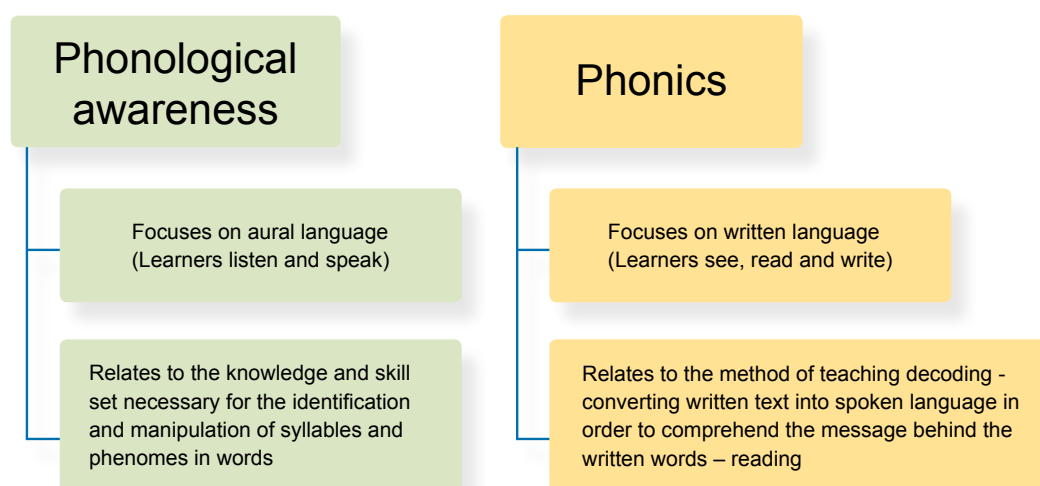 Phonological
awareness
Focuses on aural language
(Learners listen and speak)
Relates to the knowledge and skill
set necessary for the identification
and manipulation of syllables and
phenomes in words
Phonics
Focuses on written language
(Learners see, read and write)
Relates to the method of teaching decoding -
converting written text into spoken language in
order to comprehend the message behind the
written words – reading